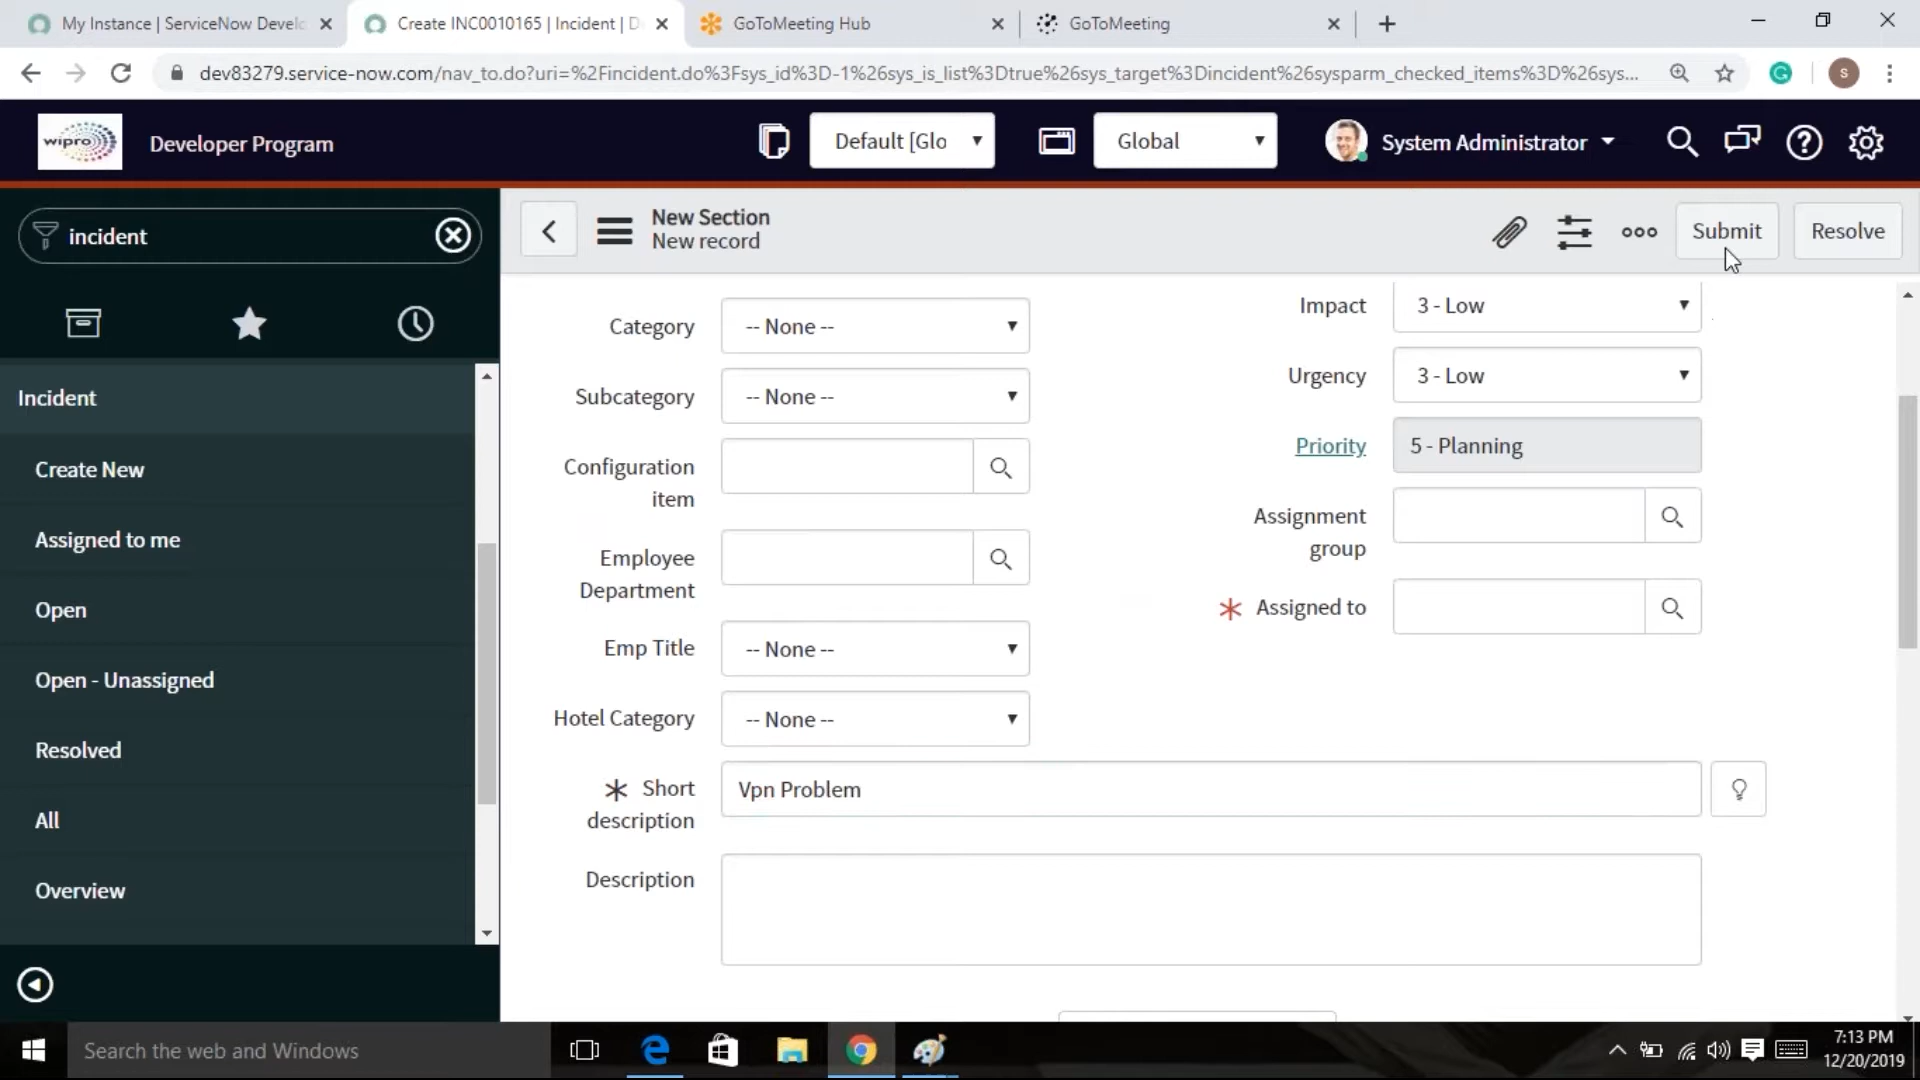 My Instance | ServiceNow Develo
Create INC0010165 | Incident | D
GoToMeeting Hub
GoToMeeting
dev83279.service-now.com/nav_to.do?uri=%2Fincident.do%3Fsys_id%3D-1%26sys_is_list%3Dtrue%26sys_target%3Dincident%26sysparm_checked_items%3D%26sys...
s
wipro
Developer Program
Default [Glo
Global
System Administrator
incident
New Section
New record
Submit
Resolve
Incident
Create New
Assigned to me
Open
Open - Unassigned
Resolved
All
Overview
Category
-- None --
Subcategory
-- None --
Configuration
item
Employee
Department
Emp Title
-- None --
Hotel Category
-- None --
Impact
3 - Low
Urgency
3 - Low
Priority
5 - Planning
Assignment
group
* Assigned to
* Short
description
Vpn Problem
Description
Search the web and Windows
7:13 PM
12/20/2019